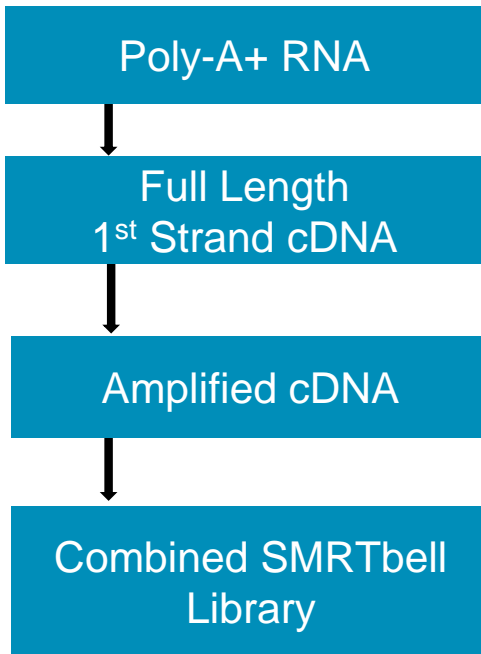 Poly-A+ RNA
Full Length
1st Strand cDNA
Amplified cDNA
Combined SMRTbell
Library